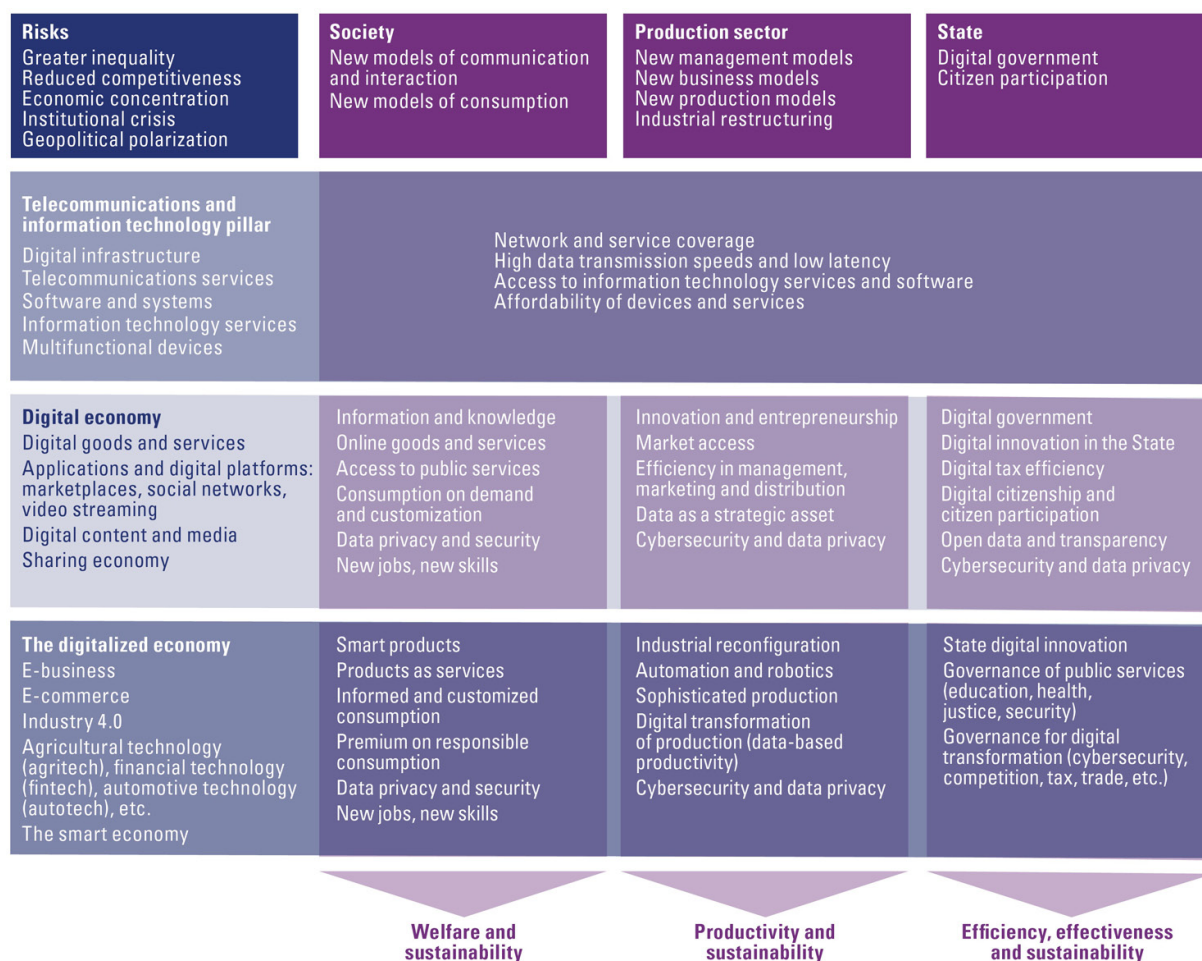 Risks
Greater inequality
Reduced competitiveness
Economic concentration
Institutional crisis
Geopolitical polarization
Society
New models of communication
and interaction
New models of consumption
Production sector
New management models
New business models
New production models
Industrial restructuring
State
Digital government
Citizen participation
Telecommunications and
information technology pillar
Digital infrastructure
Telecommunications services
Software and systems
Information technology services
Multifunctional devices
Network and service coverage
High data transmission speeds and low latency
Access to information technology services and software
Affordability of devices and services
Digital economy
Digital goods and services
Applications and digital platforms:
marketplaces, social networks,
video streaming
Digital content and media
Sharing economy
Information and knowledge
Online goods and services
Access to public services
Consumption on demand
and customization
Data privacy and security
New jobs, new skills
Innovation and entrepreneurship
Market access
Efficiency in management,
marketing and distribution
Data as a strategic asset
Cybersecurity and data privacy
Digital government
Digital innovation in the State
Digital tax efficiency
Digital citizenship and
citizen participation
Open data and transparency
Cybersecurity and data privacy
The digitalized economy
E-business
E-commerce
Industry 4.0
Agricultural technology
(agritech), financial technology
(fintech), automotive technology
(autotech), etc.
The smart economy
Smart products
Products as services
Informed and customized
consumption
Premium on responsible
consumption
Data privacy and security
New jobs, new skills
Industrial reconfiguration
Automation and robotics
Sophisticated production
Digital transformation
of production (data-based
productivity)
Cybersecurity and data privacy
State digital innovation
Governance of public services
(education, health,
justice, security)
Governance for digital
transformation (cybersecurity,
competition, tax, trade, etc.)
Welfare and
sustainability
Productivity and
sustainability
Efficiency, effectiveness
and sustainability